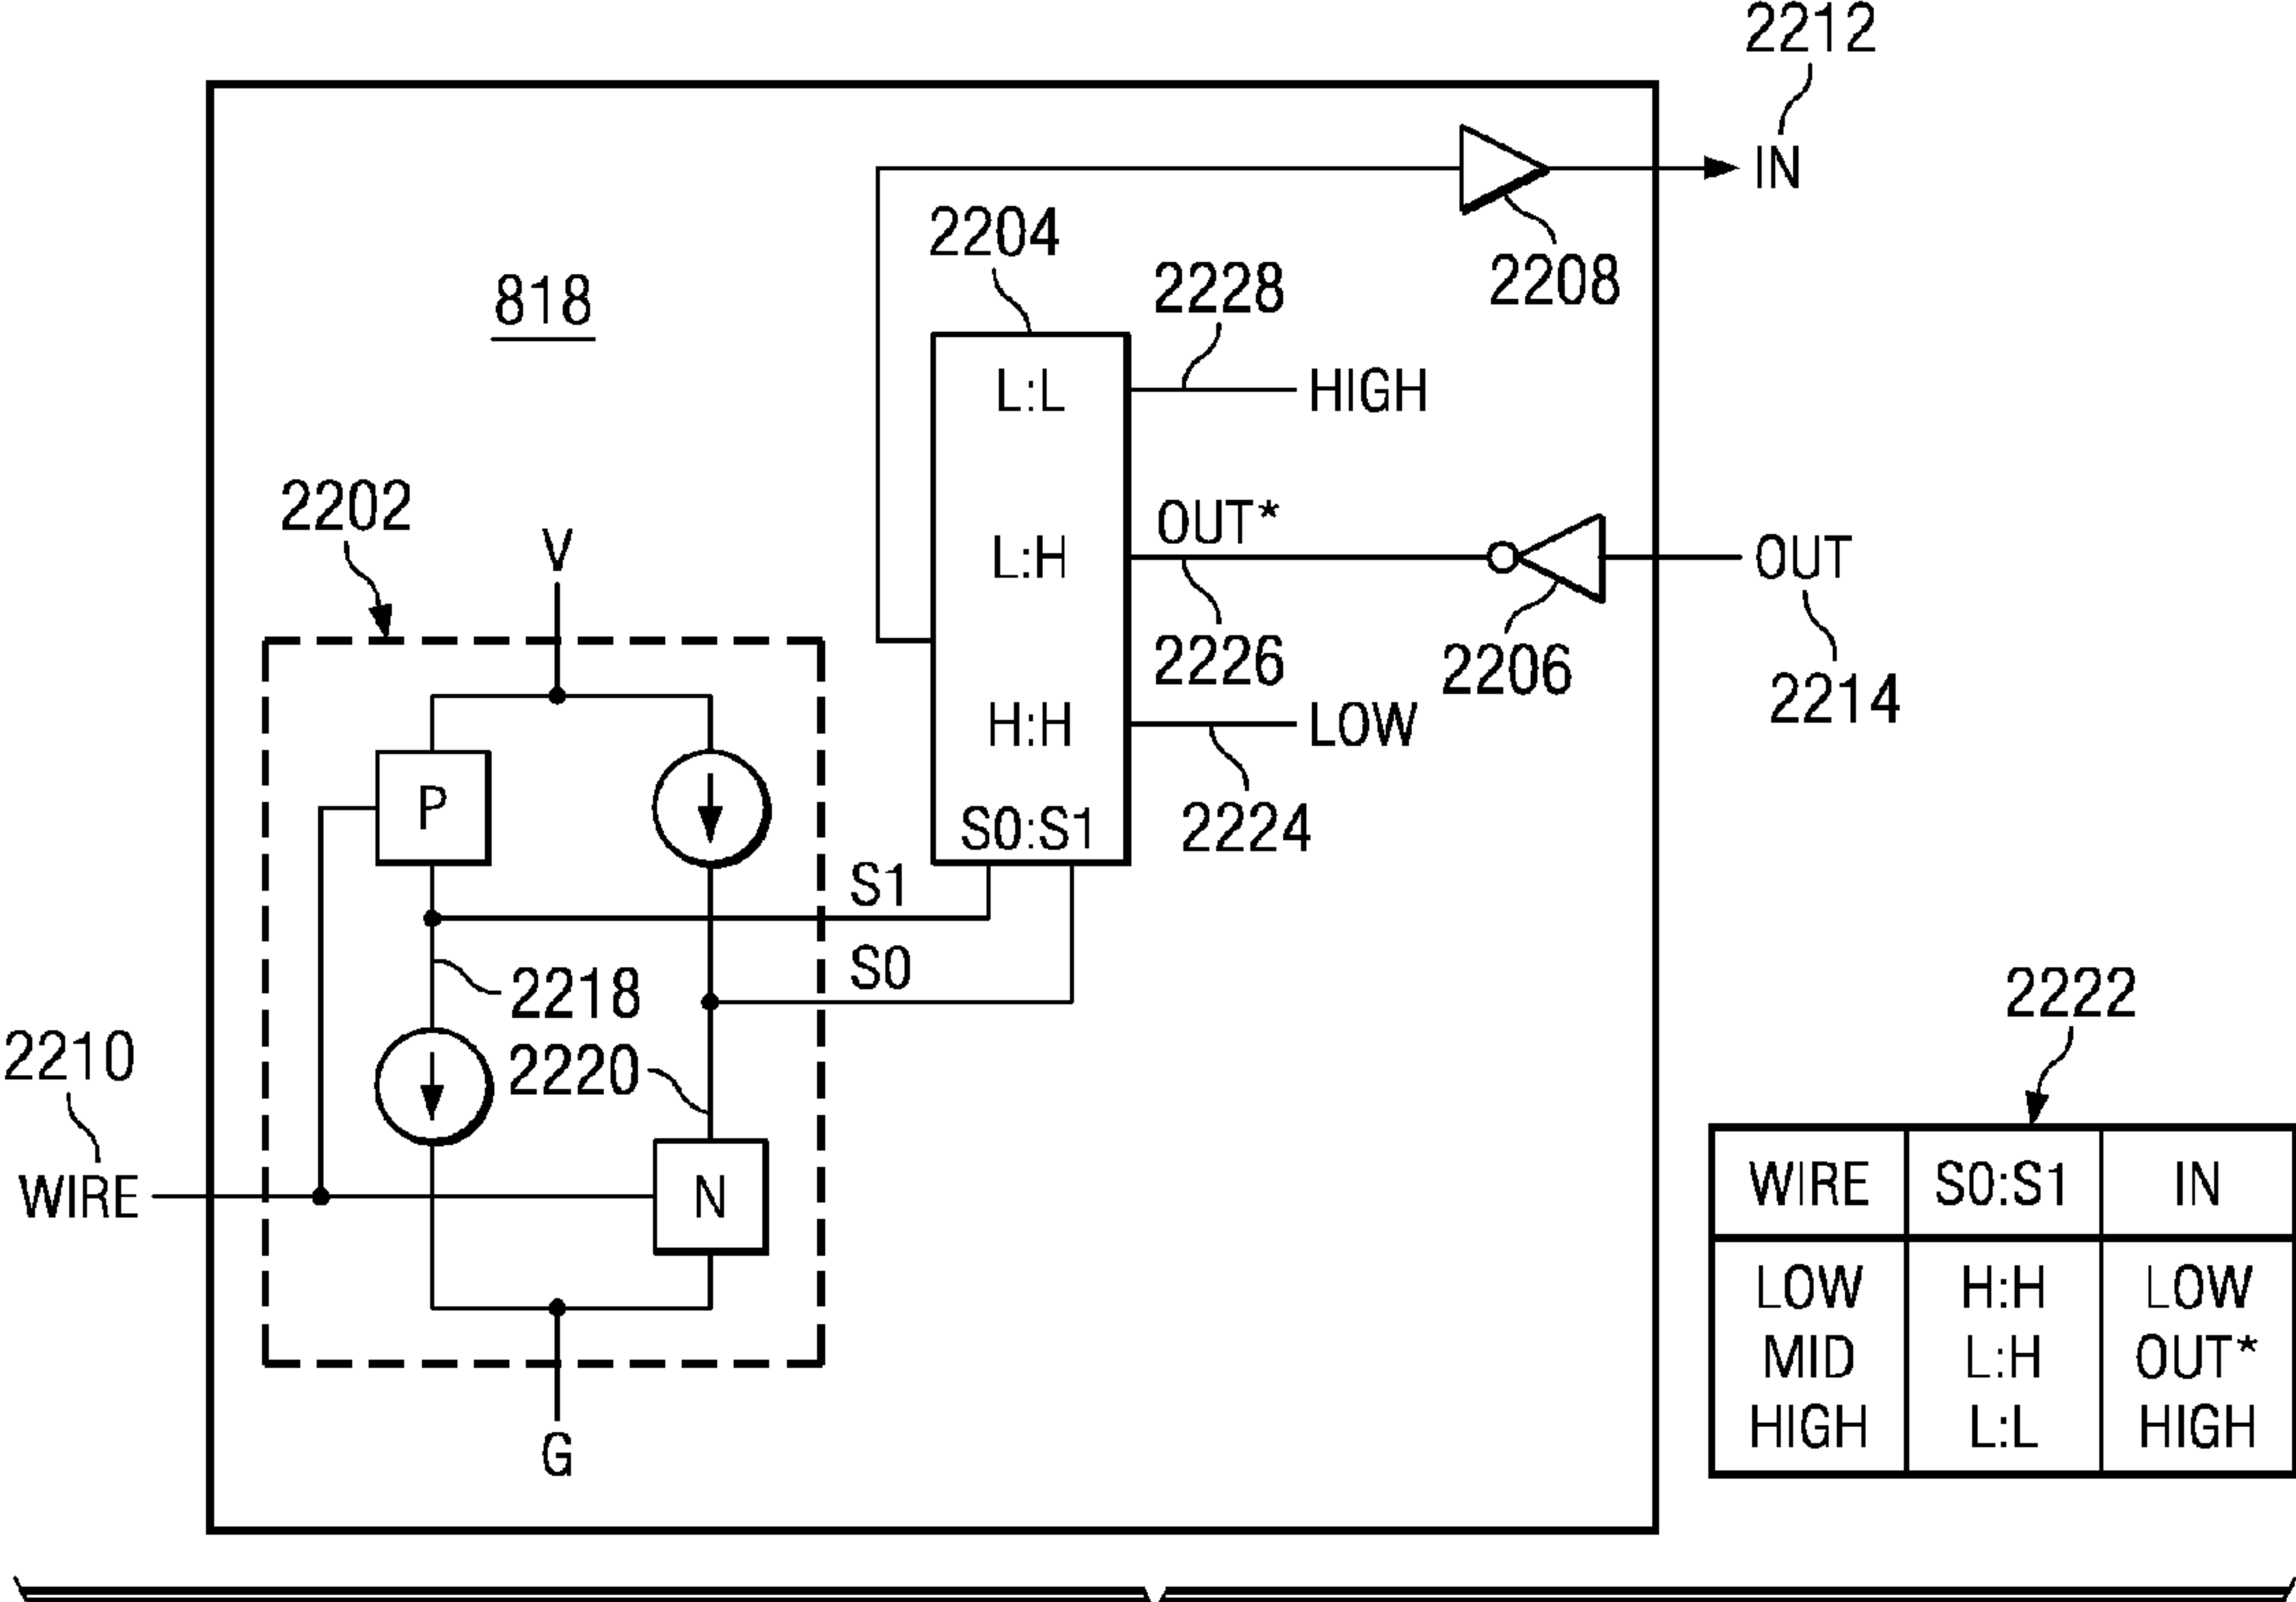 2212
IN
2204
2228
2208
818
L:L
HIGH
2202
V
OUT*
L:H
OUT
2226
2206
2214
H:H
LOW
P
S0:S1
2224
S1
S0
2218
2222
2210
2220
WIRE
N
G
WIRE S0:S1 IN
LOW H:H LOW
MID L:H OUT*
HIGH L:L HIGH